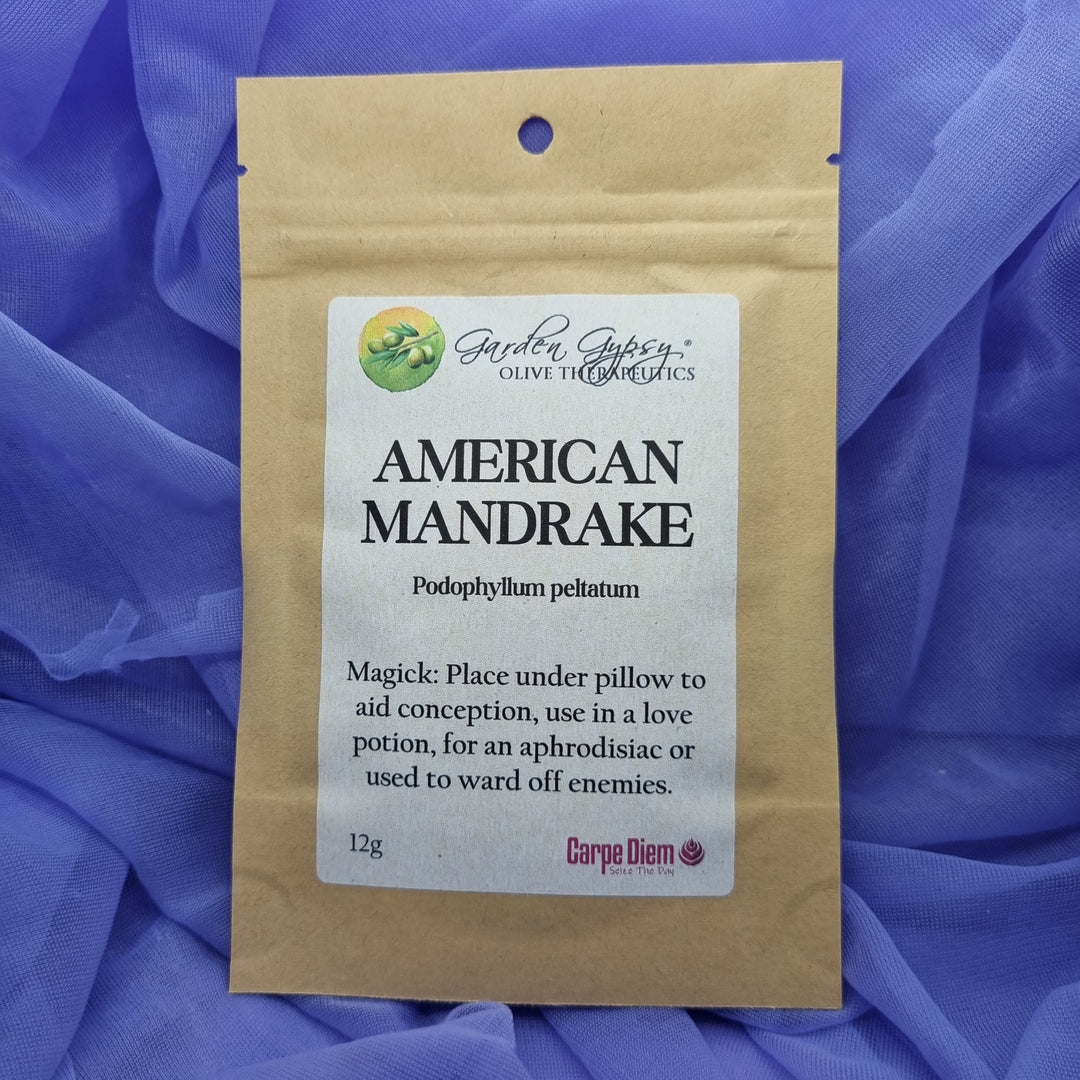 Garden Gypsy®
OLIVE THERAPEUTICS
AMERICAN
MANDRAKE
Podophyllum peltatum
Magick: Place under pillow to
aid conception, use in a love
potion, for an aphrodisiac or
used to ward off enemies.
12g
Carpe Diem
Seize The Day